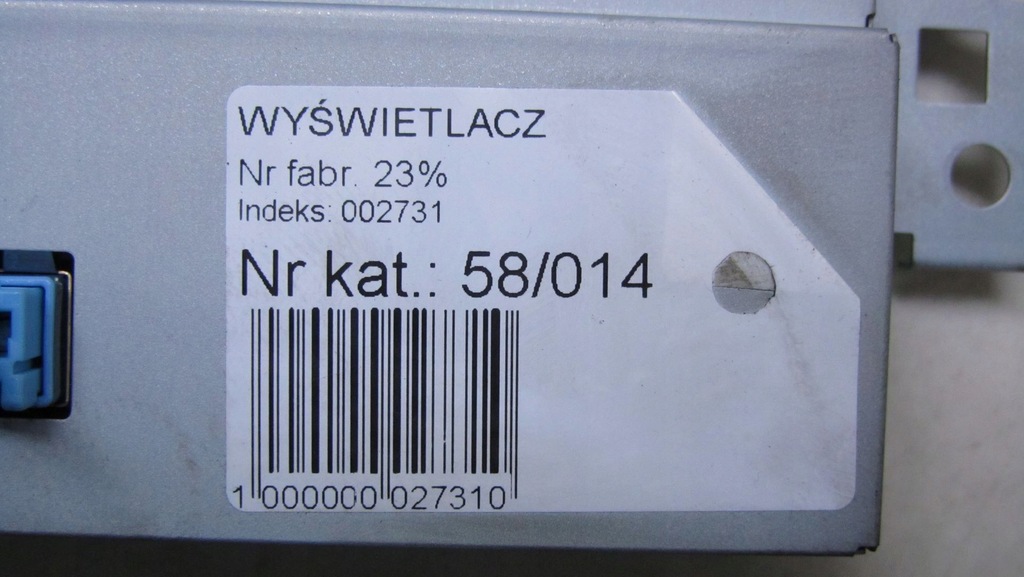 WYŚWIETLACZ
Nr fabr. 23%
Indeks: 002731
Nr kat.: 58/014
1 000000 027310